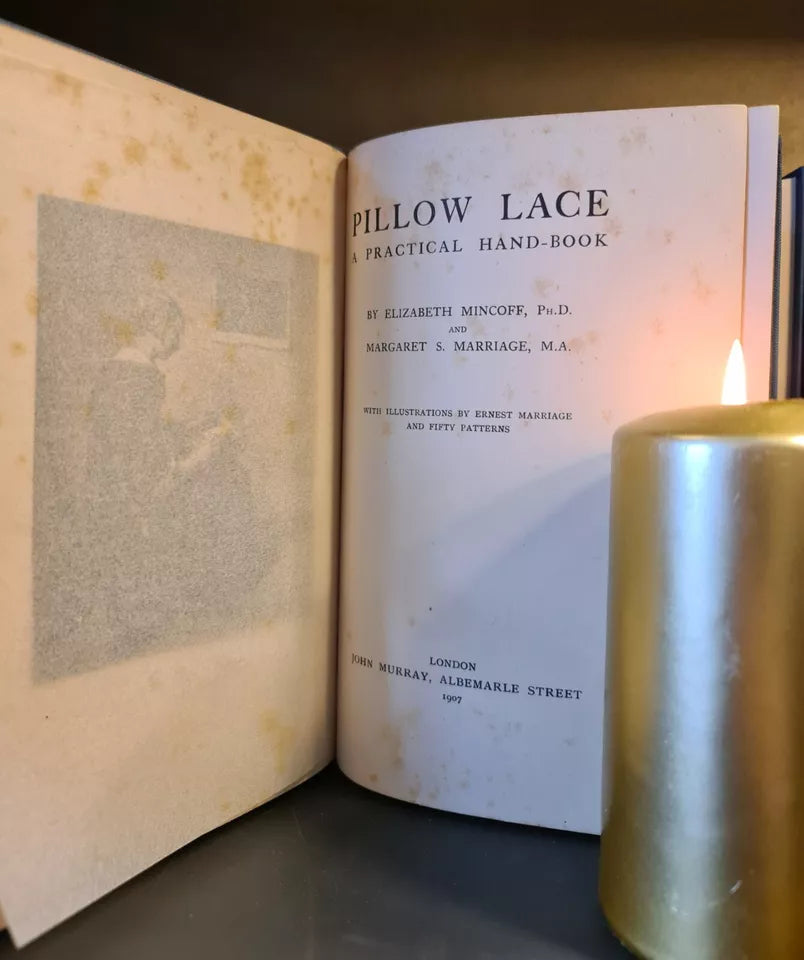 PILLOW LACE
A PRACTICAL HAND-BOOK
BY ELIZABETH MINCOFF, PH.D.
AND
MARGARET S. MARRIAGE, M.A.
WITH ILLUSTRATIONS BY ERNEST MARRIAGE
AND FIFTY PATTERNS
LONDON
JOHN MURRAY, ALBEMARLE STREET
1907